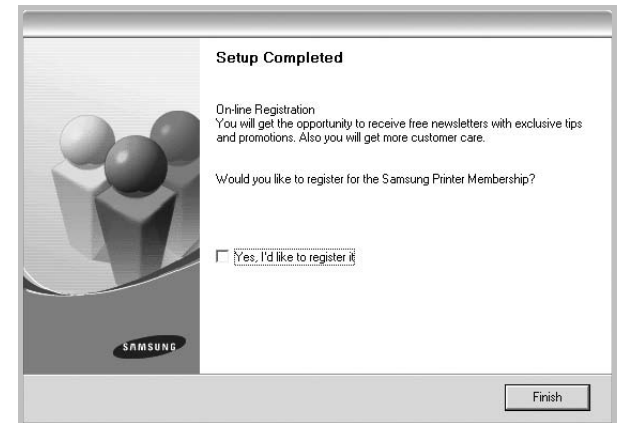 Setup Completed
On-line Registration
You will get the opportunity to receive free newsletters with exclusive tips
and promotions. Also you will get more customer care.
Would you like to register for the Samsung Printer Membership?
Yes, I'd like to register it
SAMSUNG
Finish